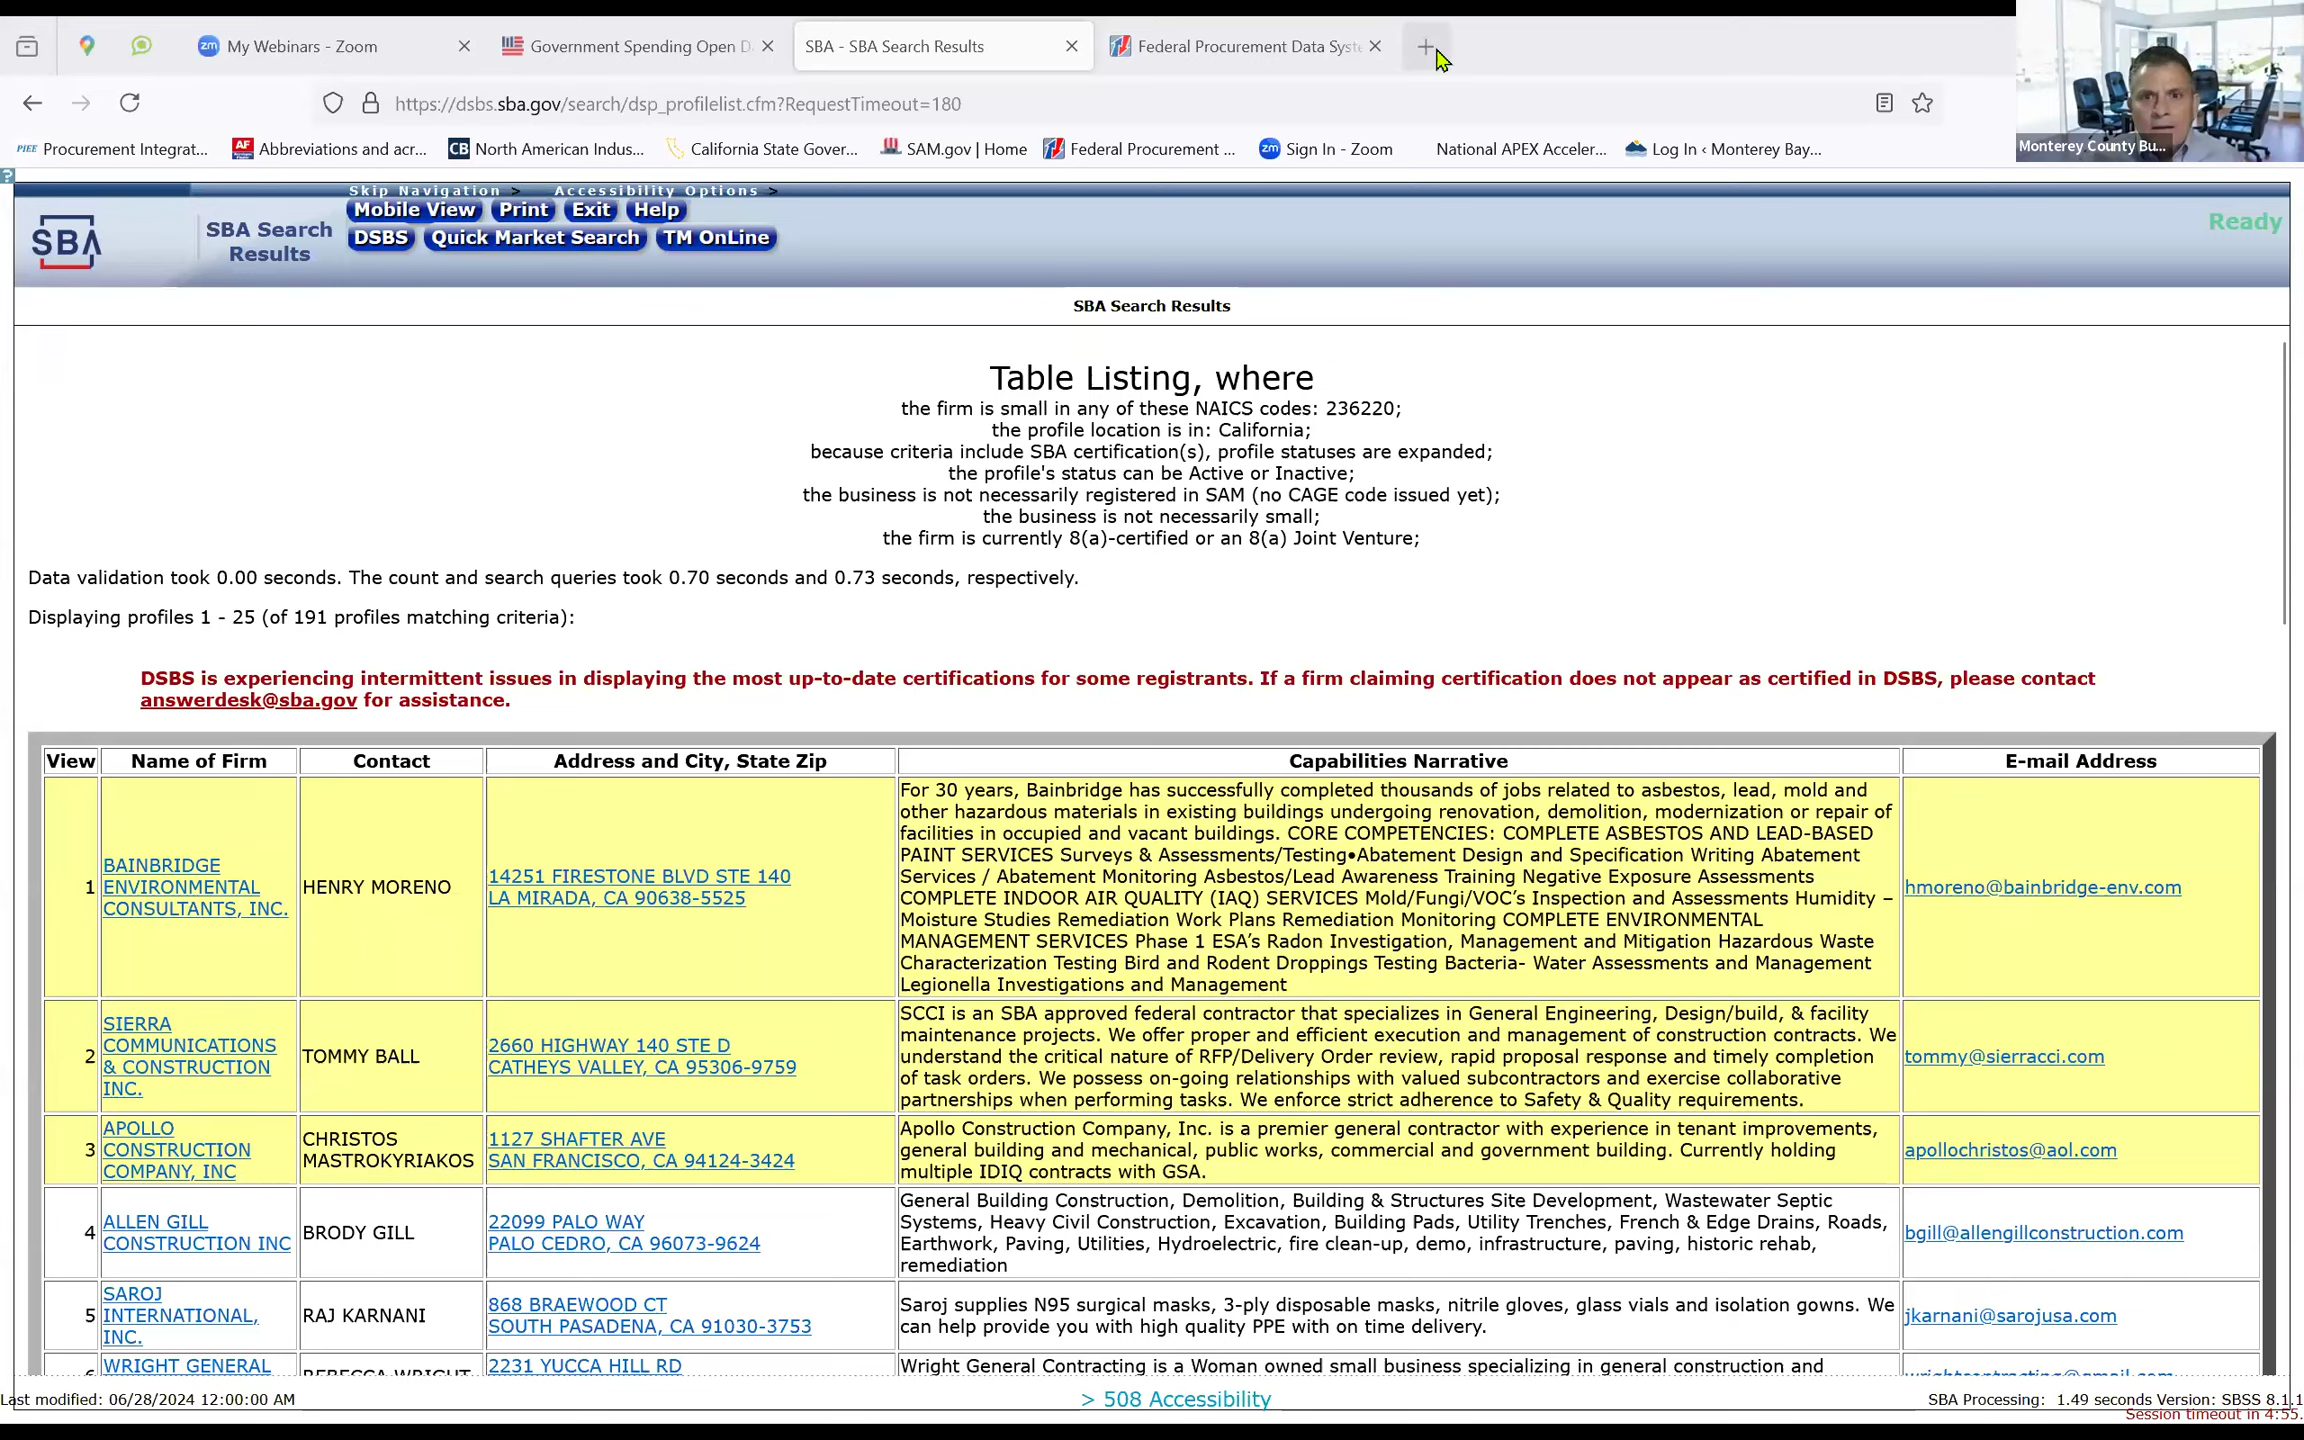 My Webinars - Zoom
Government Spending Open D
SBA - SBA Search Results
Federal Procurement Data Syst
https://dsbs.sba.gov/search/dsp_profilelist.cfm?RequestTimeout=180
PIEE Procurement Integrat...
AF Abbreviations and acr...
CB North American Indus...
California State Gover...
SAM.gov | Home
Federal Procurement ...
zm Sign In - Zoom
National APEX Acceler...
Log In ‹ Monterey Bay...
Monterey County Bu...
Skip Navigation > Accessibility Options >
Mobile View Print Exit Help
DSBS Quick Market Search TM OnLine
SBA
SBA Search
Results
Ready
SBA Search Results
Table Listing, where
the firm is small in any of these NAICS codes: 236220;
the profile location is in: California;
because criteria include SBA certification(s), profile statuses are expanded;
the profile's status can be Active or Inactive;
the business is not necessarily registered in SAM (no CAGE code issued yet);
the business is not necessarily small;
the firm is currently 8(a)-certified or an 8(a) Joint Venture;
Data validation took 0.00 seconds. The count and search queries took 0.70 seconds and 0.73 seconds, respectively.
Displaying profiles 1 - 25 (of 191 profiles matching criteria):
DSBS is experiencing intermittent issues in displaying the most up-to-date certifications for some registrants. If a firm claiming certification does not appear as certified in DSBS, please contact
answerdesk@sba.gov for assistance.
View Name of Firm Contact Address and City, State Zip Capabilities Narrative E-mail Address
1
BAINBRIDGE
ENVIRONMENTAL
CONSULTANTS, INC.
HENRY MORENO
14251 FIRESTONE BLVD STE 140
LA MIRADA, CA 90638-5525
For 30 years, Bainbridge has successfully completed thousands of jobs related to asbestos, lead, mold and
other hazardous materials in existing buildings undergoing renovation, demolition, modernization or repair of
facilities in occupied and vacant buildings. CORE COMPETENCIES: COMPLETE ASBESTOS AND LEAD-BASED
PAINT SERVICES Surveys & Assessments/Testing•Abatement Design and Specification Writing Abatement
Services / Abatement Monitoring Asbestos/Lead Awareness Training Negative Exposure Assessments
COMPLETE INDOOR AIR QUALITY (IAQ) SERVICES Mold/Fungi/VOC’s Inspection and Assessments Humidity –
Moisture Studies Remediation Work Plans Remediation Monitoring COMPLETE ENVIRONMENTAL
MANAGEMENT SERVICES Phase 1 ESA’s Radon Investigation, Management and Mitigation Hazardous Waste
Characterization Testing Bird and Rodent Droppings Testing Bacteria- Water Assessments and Management
Legionella Investigations and Management
hmoreno@bainbridge-env.com
2
SIERRA
COMMUNICATIONS
& CONSTRUCTION
INC.
TOMMY BALL
2660 HIGHWAY 140 STE D
CATHEYS VALLEY, CA 95306-9759
SCCI is an SBA approved federal contractor that specializes in General Engineering, Design/build, & facility
maintenance projects. We offer proper and efficient execution and management of construction contracts. We
understand the critical nature of RFP/Delivery Order review, rapid proposal response and timely completion
of task orders. We possess on-going relationships with valued subcontractors and exercise collaborative
partnerships when performing tasks. We enforce strict adherence to Safety & Quality requirements.
tommy@sierracci.com
3
APOLLO
CONSTRUCTION
COMPANY, INC
CHRISTOS
MASTROKYRIAKOS
1127 SHAFTER AVE
SAN FRANCISCO, CA 94124-3424
Apollo Construction Company, Inc. is a premier general contractor with experience in tenant improvements,
general building and mechanical, public works, commercial and government building. Currently holding
multiple IDIQ contracts with GSA.
apollochristos@aol.com
4
ALLEN GILL
CONSTRUCTION INC
BRODY GILL
22099 PALO WAY
PALO CEDRO, CA 96073-9624
General Building Construction, Demolition, Building & Structures Site Development, Wastewater Septic
Systems, Heavy Civil Construction, Excavation, Building Pads, Utility Trenches, French & Edge Drains, Roads,
Earthwork, Paving, Utilities, Hydroelectric, fire clean-up, demo, infrastructure, paving, historic rehab,
remediation
bgill@allengillconstruction.com
5
SAROJ
INTERNATIONAL,
INC.
RAJ KARNANI
868 BRAEWOOD CT
SOUTH PASADENA, CA 91030-3753
Saroj supplies N95 surgical masks, 3-ply disposable masks, nitrile gloves, glass vials and isolation gowns. We
can help provide you with high quality PPE with on time delivery.
jkarnani@sarojusa.com
WRIGHT GENERAL
REBECCA WRIGHT
2231 YUCCA HILL RD
Wright General Contracting is a Woman owned small business specializing in general construction and
Last modified: 06/28/2024 12:00:00 AM
> 508 Accessibility
SBA Processing: 1.49 seconds Version: SBSS 8.1.1
Session timeout in 4:55.